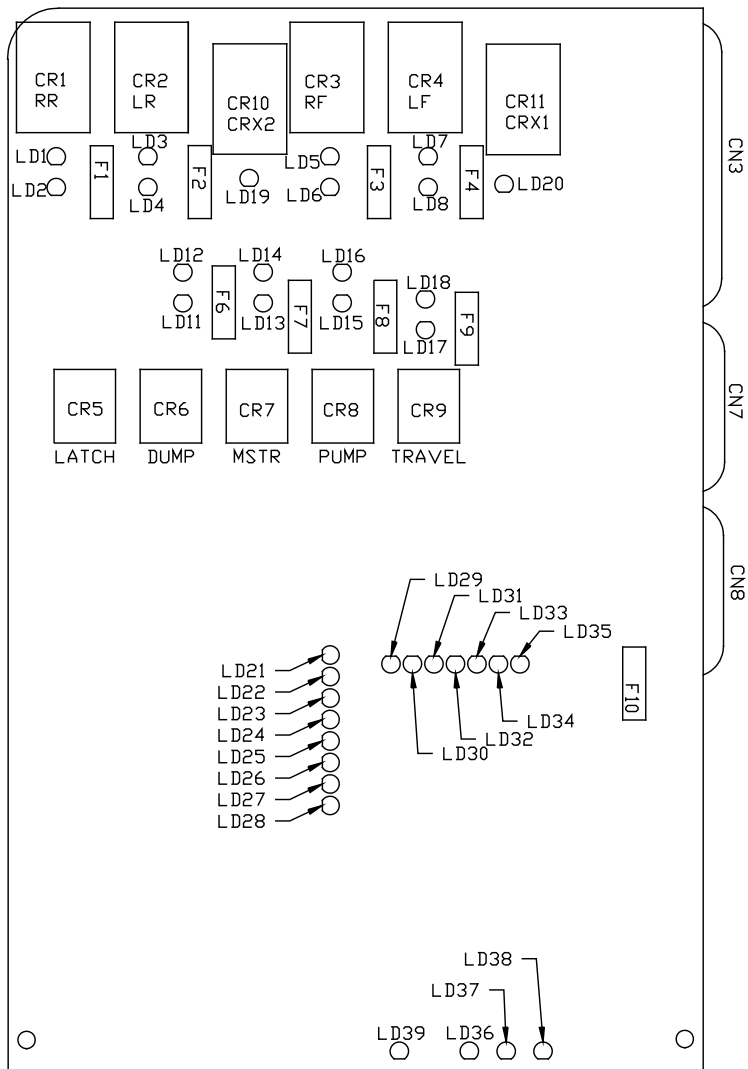 CR1
RR
CR2
LR
CR10
CRX2
CR3
RF
CR4
LF
CR11
CRX1
CN3
LD1
LD2
F1
LD3
LD4
F2
LD19
LD5
LD6
F3
LD7
LD8
F4
LD20
LD12
LD11
F6
LD14
LD13
F7
LD16
LD15
F8
LD18
LD17
F9
CN7
CR5
CR6
CR7
CR8
CR9
LATCH
DUMP
MSTR
PUMP
TRAVEL
CN8
LD29
LD31
LD33
LD35
LD21
LD22
LD23
LD24
LD25
LD26
LD27
LD28
LD34
LD32
LD30
F10
LD38
LD37
LD39
LD36